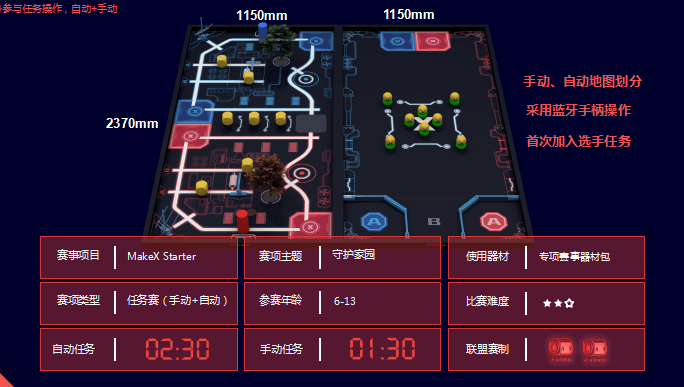 参与任务操作，自动+手动
1150mm
1150mm
2370mm
手动、自动地图划分
采用蓝牙手柄操作
首次加入选手任务
A
B
A
赛事项目
MakeX Starter
赛项主题
守护家园
使用器材
专项赛事器材包
赛项类型
任务赛（手动+自动）
参赛年龄
6-13
比赛难度
自动任务
02:30
手动任务
01:30
联盟赛制